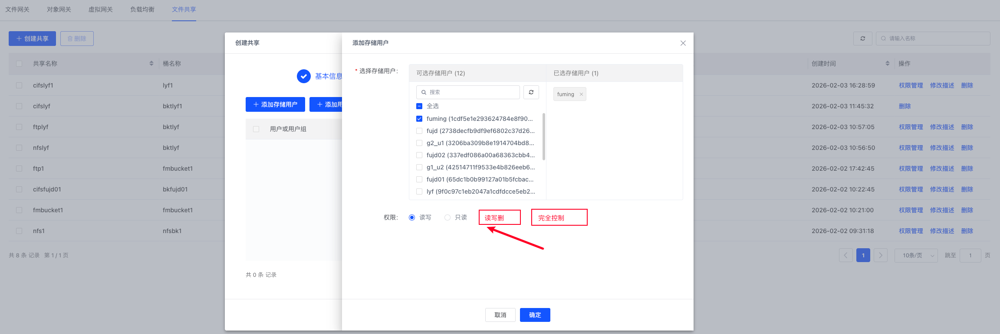 文件网关 对象网关 虚拟网关 负载均衡 文件共享
创建共享 删除 请输入名称
共享名称 桶名称 创建时间 操作
cifslyf1 lyf1 2026-02-03 16:28:59 权限管理 修改描述 删除
cifslyf bktlyf1 2026-02-03 11:45:32 删除
ftplyf bktlyf 2026-02-03 10:57:05 权限管理 修改描述 删除
nfslyf bktlyf 2026-02-03 10:56:50 权限管理 修改描述 删除
ftp1 fmbucket1 2026-02-02 17:42:45 权限管理 修改描述 删除
cifsfujd01 bkfujd01 2026-02-02 10:22:45 权限管理 修改描述 删除
fmbucket1 fmbucket1 2026-02-02 10:21:00 权限管理 修改描述 删除
nfs1 nfsbk1 2026-02-02 09:31:18 权限管理 修改描述 删除
共 8 条 记录 第 1 / 1 页 1 10条/页 跳至 1 页
创建共享
基本信息
添加存储用户 添加用
用户或用户组
共 0 条 记录
添加存储用户
* 选择存储用户:
可选存储用户 (12) 已选存储用户 (1)
搜索
fuming
全选
fuming (1cdf5e1e293624784e8f90...
fujd (2738decfb9df9ef6802c37d26...
g2_u1 (3206ba309b8e1914704bd8...
fujd02 (337edf086a00a68363cbb4...
g1_u2 (42514711f9533e4b826eeb6...
fujd01 (65dc1b0b99127a01b5fcbac...
lyf (9f0c97c1eb2047a1cdfdcce5eb2...
权限: 读写 只读 读写删 完全控制
取消 确定